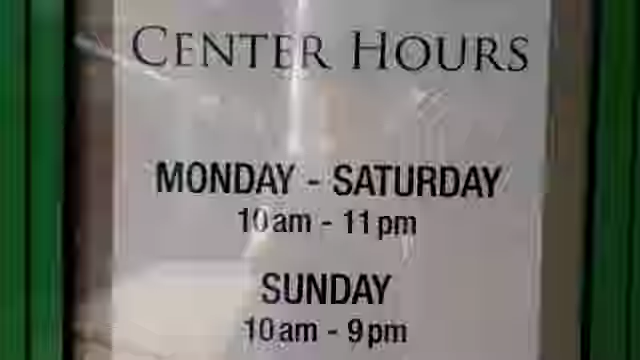 CENTER HOURS
MONDAY - SATURDAY
10am - 11pm
SUNDAY
10am - 9pm